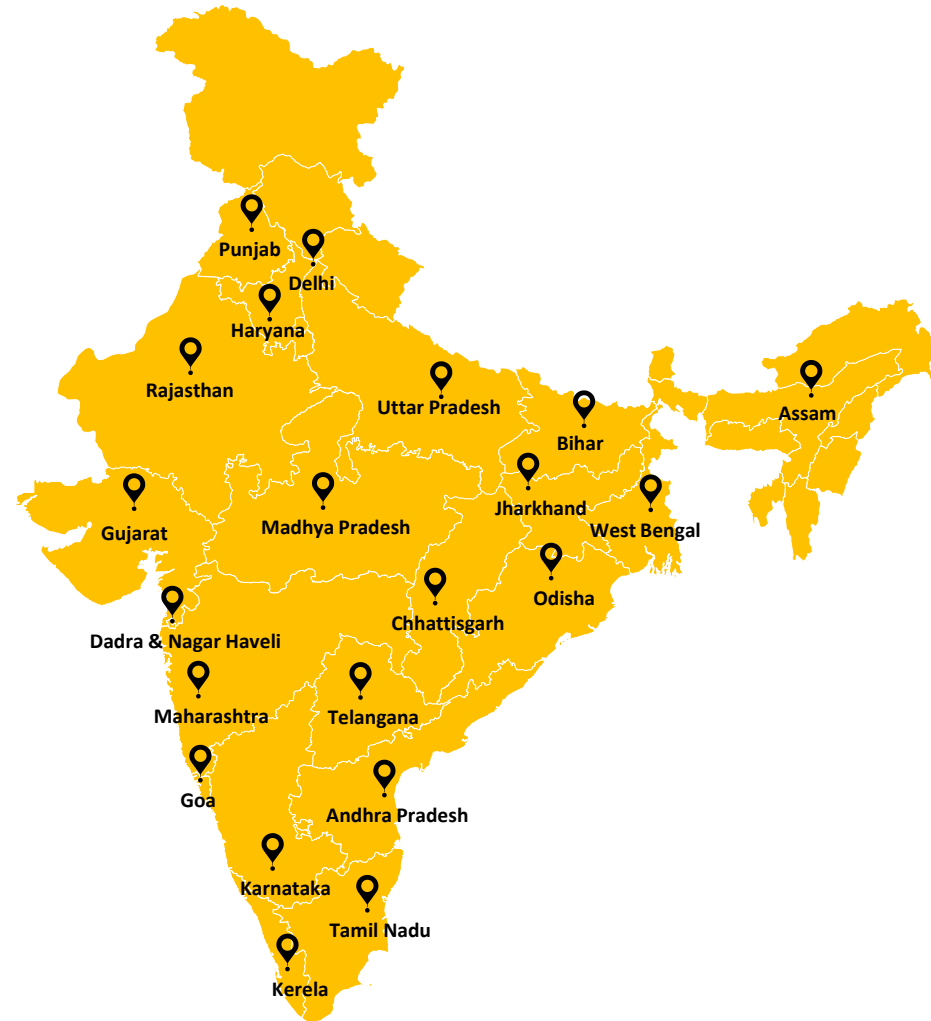 Punjab
Delhi
Haryana
Rajasthan
Uttar Pradesh
Assam
Bihar
Jharkhand
West Bengal
Madhya Pradesh
Gujarat
Odisha
Chhattisgarh
Dadra & Nagar Haveli
Maharashtra
Telangana
Goa
Andhra Pradesh
Karnataka
Tamil Nadu
Kerela